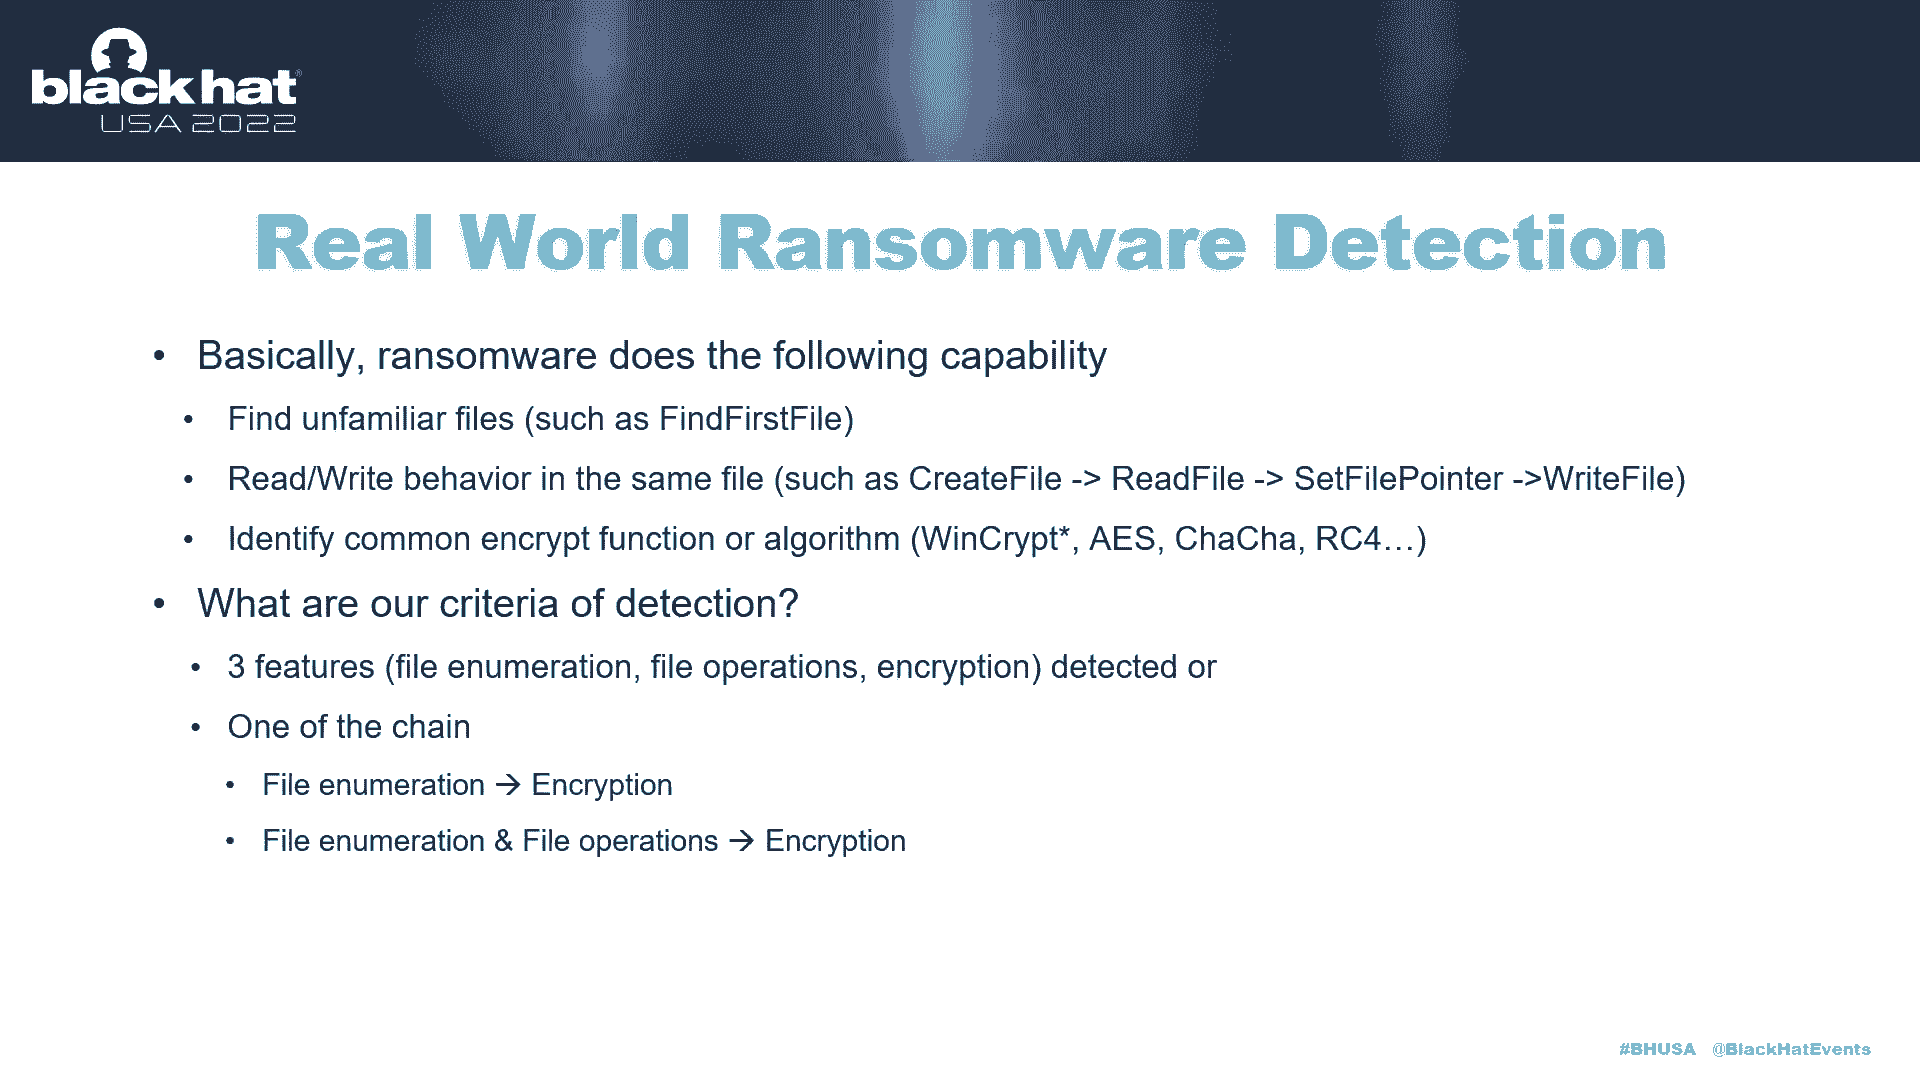 black hat®
USA 2022
Real World Ransomware Detection
• Basically, ransomware does the following capability
• Find unfamiliar files (such as FindFirstFile)
• Read/Write behavior in the same file (such as CreateFile -> ReadFile -> SetFilePointer ->WriteFile)
• Identify common encrypt function or algorithm (WinCrypt*, AES, ChaCha, RC4…)
• What are our criteria of detection?
• 3 features (file enumeration, file operations, encryption) detected or
• One of the chain
• File enumeration → Encryption
• File enumeration & File operations → Encryption
#BHUSA @BlackHatEvents